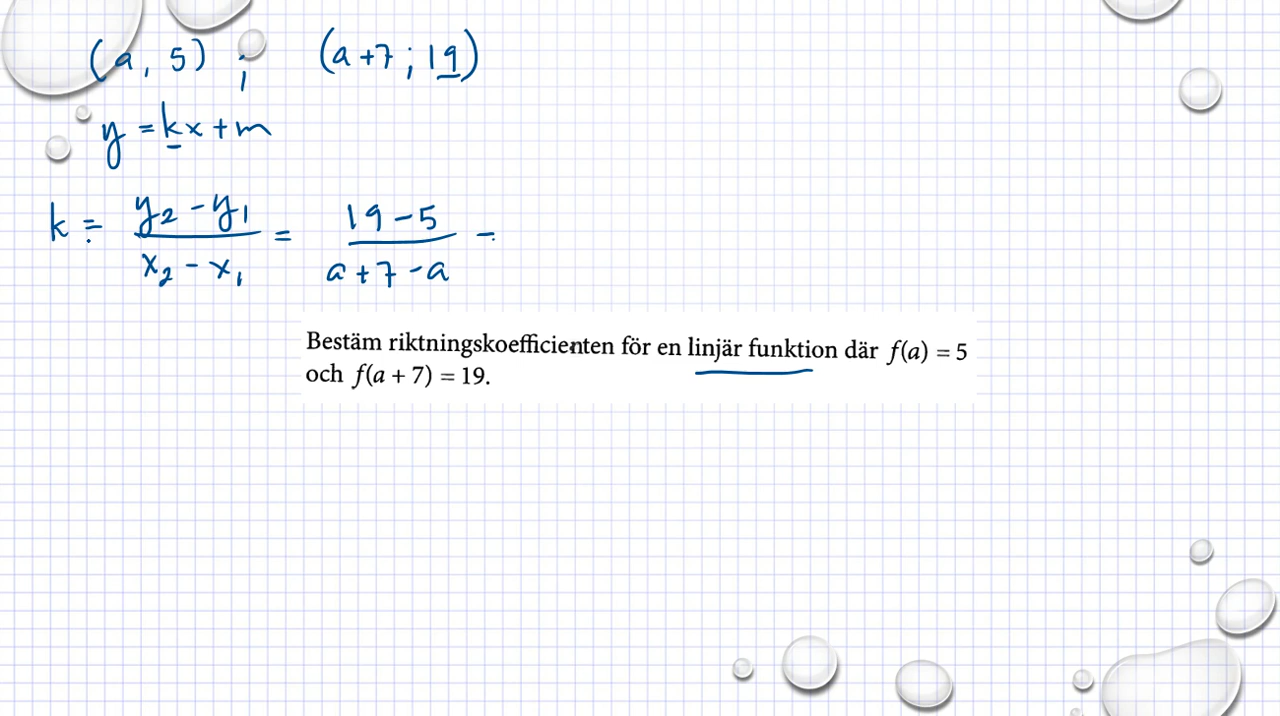 (a, 5) ; (a+7 ; 19)
y = kx + m
k = y₂ - y₁ / x₂ - x₁ = 19 - 5 / a + 7 - a =
Bestäm riktningskoefficienten för en linjär funktion där f(a) = 5
och f(a + 7) = 19.